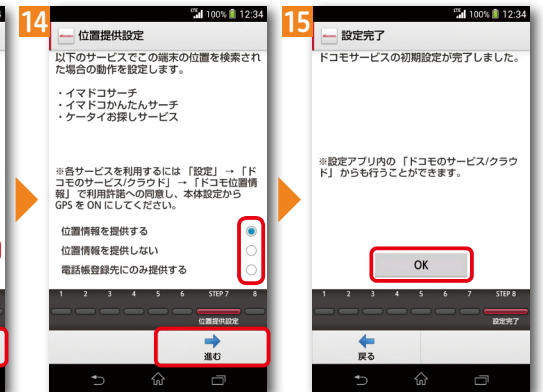 14
100% 12:34
位置提供設定
以下のサービスでこの端末の位置を検索され
た場合の動作を設定します。
・イマドコサーチ
・イマドコかんたんサーチ
・ケータイお探しサービス
※各サービスを利用するには 「設定」 → 「ド
コモのサービス/クラウド」 → 「ドコモ位置情
報」 で利用許諾への同意し、本体設定から
GPS を ON にしてください。
位置情報を提供する
位置情報を提供しない
電話帳登録先にのみ提供する
1 2 3 4 5 6 STEP 7 8
位置提供設定
進む
15
100% 12:34
設定完了
ドコモサービスの初期設定が完了しました。
※設定アプリ内の 「ドコモのサービス/クラウ
ド」 からも行うことができます。
OK
1 2 3 4 5 6 7 STEP 8
設定完了
戻る